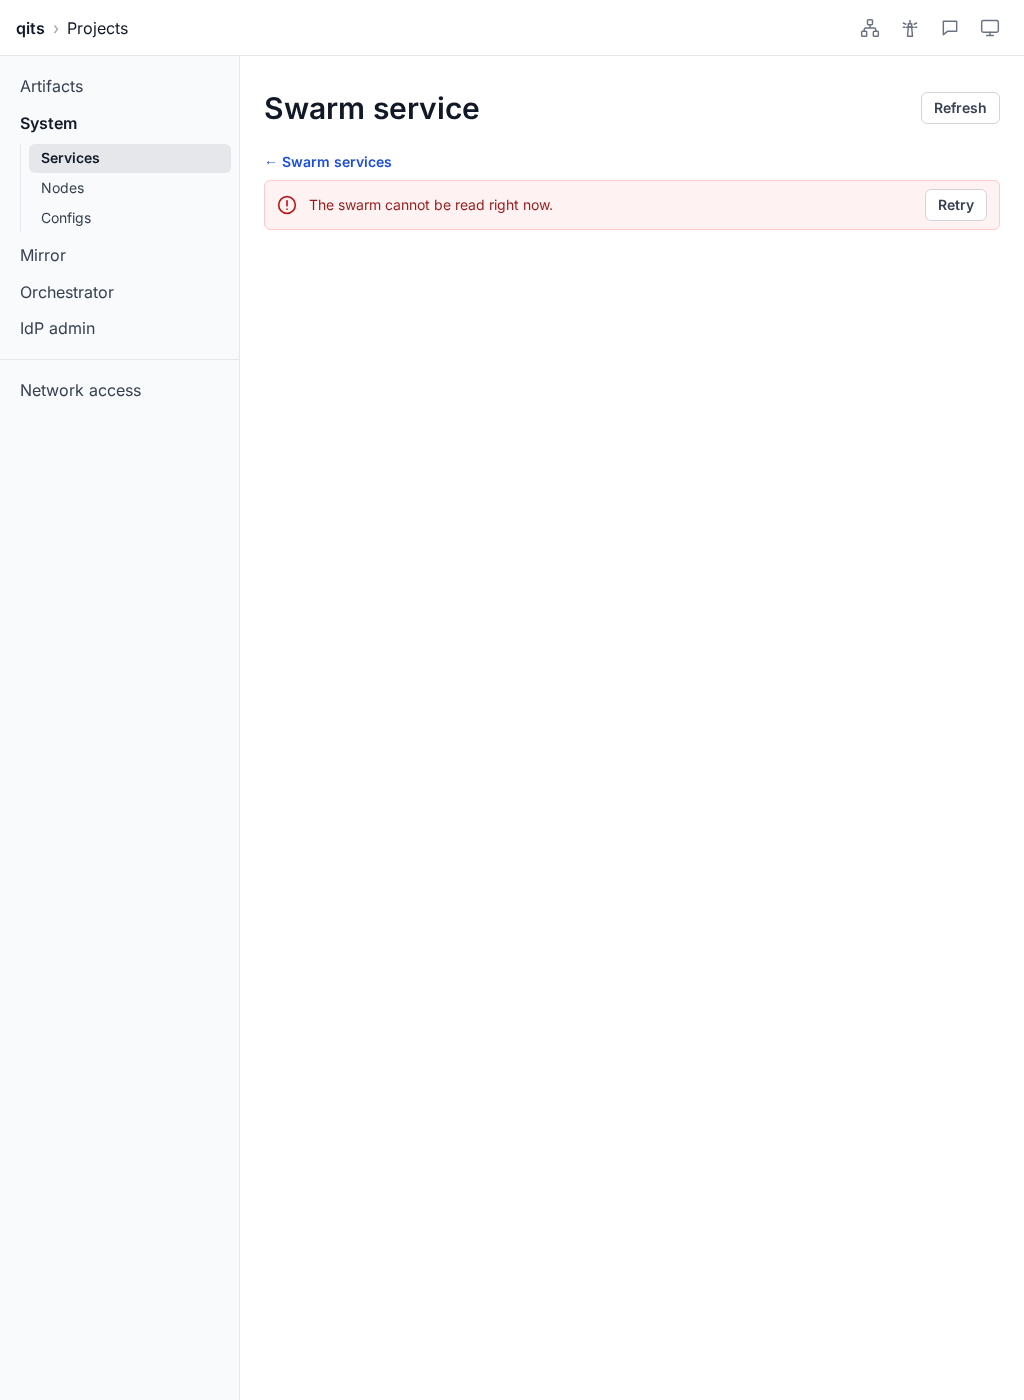 qits › Projects
Artifacts
System
Services
Nodes
Configs
Mirror
Orchestrator
IdP admin
Network access
Swarm service
Refresh
← Swarm services
The swarm cannot be read right now.
Retry